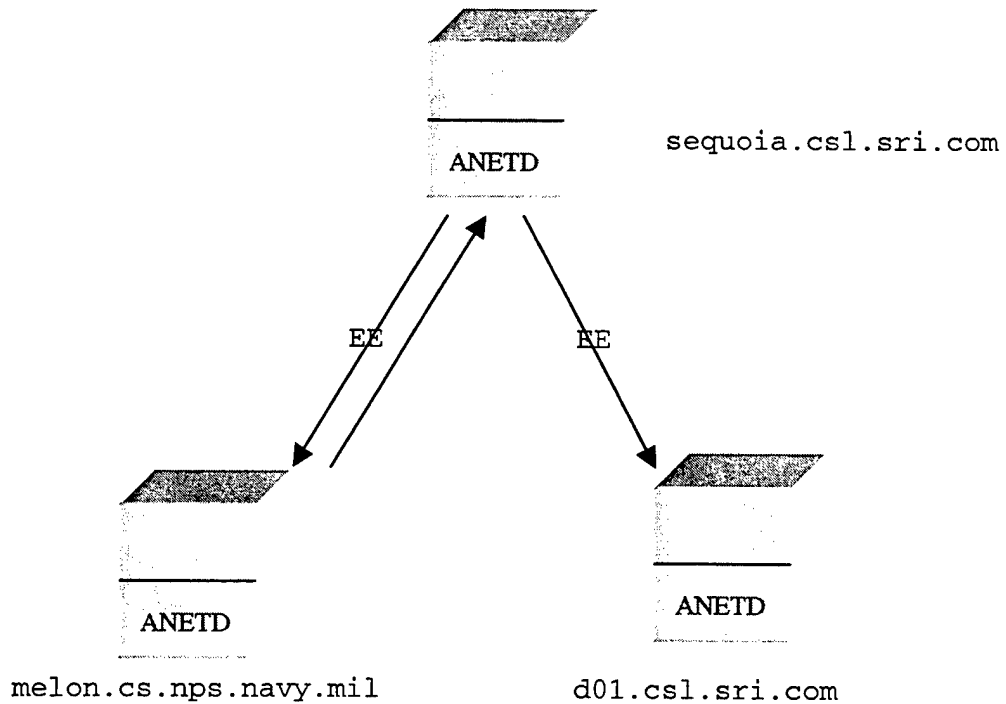 sequoia.csl.sri.com
ANETD
EE
EE
ANETD
ANETD
melon.cs.nps.navy.mil
d01.csl.sri.com